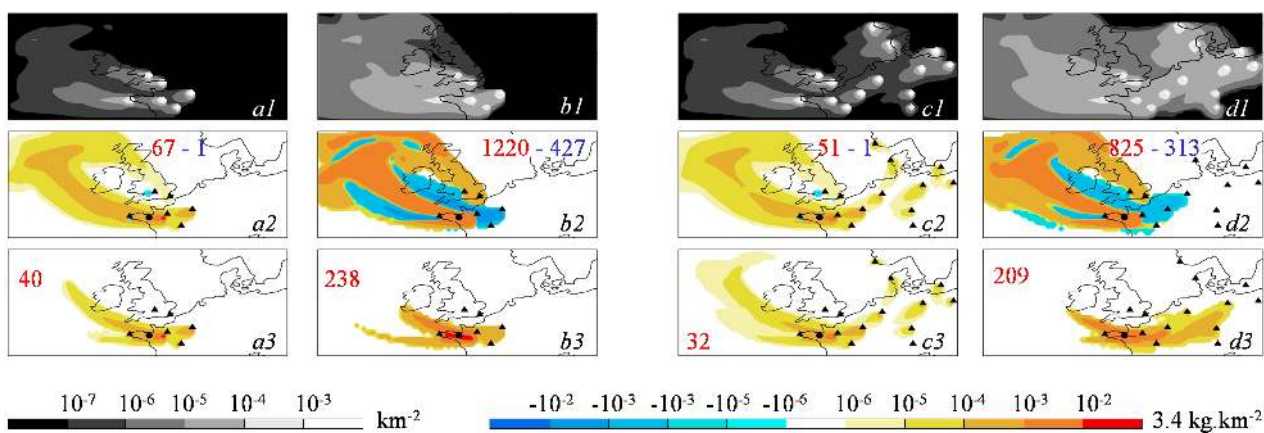 a1 b1 c1 d1
67 - 1 1220 - 427 51 - 1 825 - 313
a2 b2 c2 d2
40 238 209
32
a3 b3 c3 d3
10-7 10-6 10-5 10-4 10-3 km-2
-10-2 -10-3 -10-3 -10-5 -10-6 10-6 10-5 10-4 10-3 10-2 3.4 kg.km-2